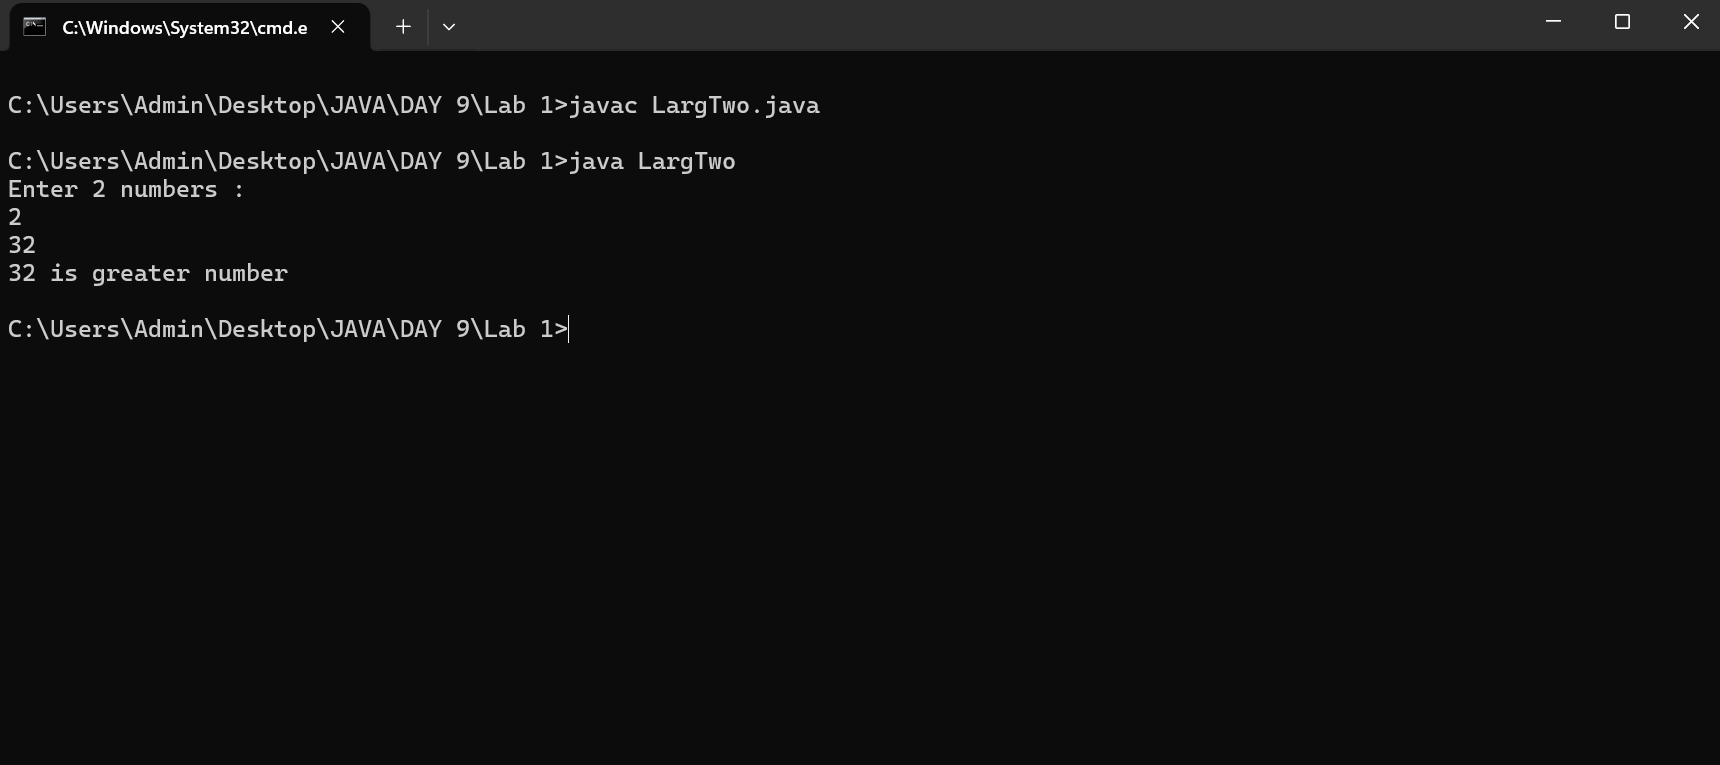 C:\Windows\System32\cmd.e
C:\Users\Admin\Desktop\JAVA\DAY 9\Lab 1>javac LargTwo.java
C:\Users\Admin\Desktop\JAVA\DAY 9\Lab 1>java LargTwo
Enter 2 numbers :
2
32
32 is greater number
C:\Users\Admin\Desktop\JAVA\DAY 9\Lab 1>